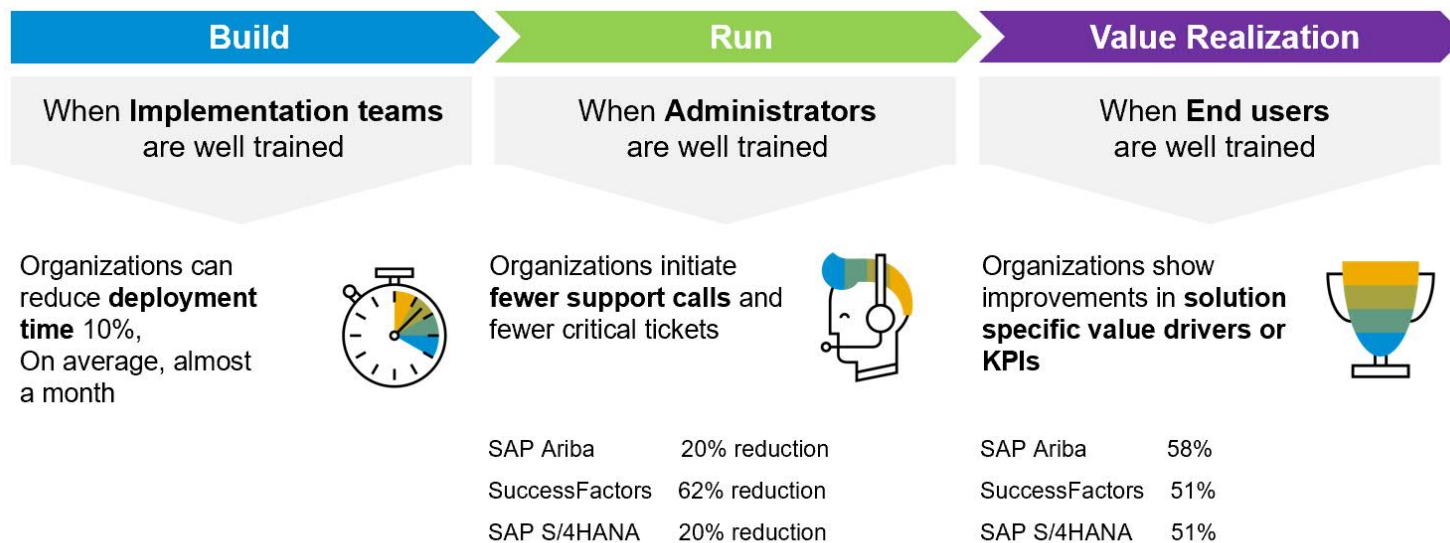 Build
Run
Value Realization
When Implementation teams
are well trained
When Administrators
are well trained
When End users
are well trained
Organizations can
reduce deployment
time 10%,
On average, almost
a month
Organizations initiate
fewer support calls and
fewer critical tickets
SAP Ariba 20% reduction
SuccessFactors 62% reduction
SAP S/4HANA 20% reduction
Organizations show
improvements in solution
specific value drivers or
KPIs
SAP Ariba 58%
SuccessFactors 51%
SAP S/4HANA 51%